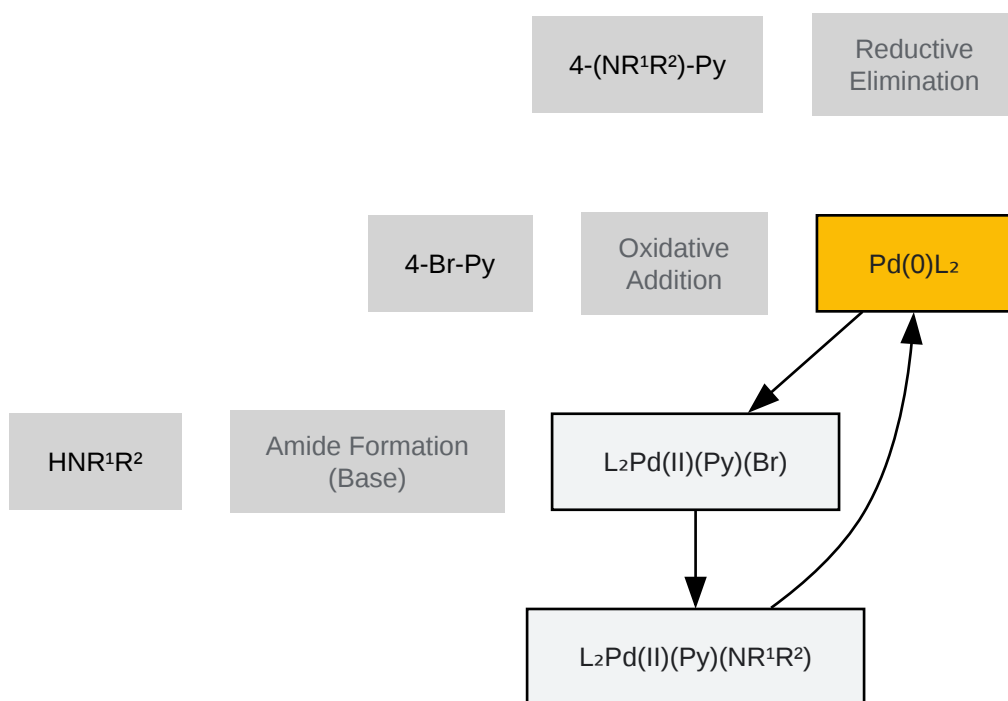 4-(NR¹R²)-Py
Reductive
Elimination
4-Br-Py
Oxidative
Addition
Pd(0)L₂
HNR¹R²
Amide Formation
(Base)
L₂Pd(II)(Py)(Br)
L₂Pd(II)(Py)(NR¹R²)